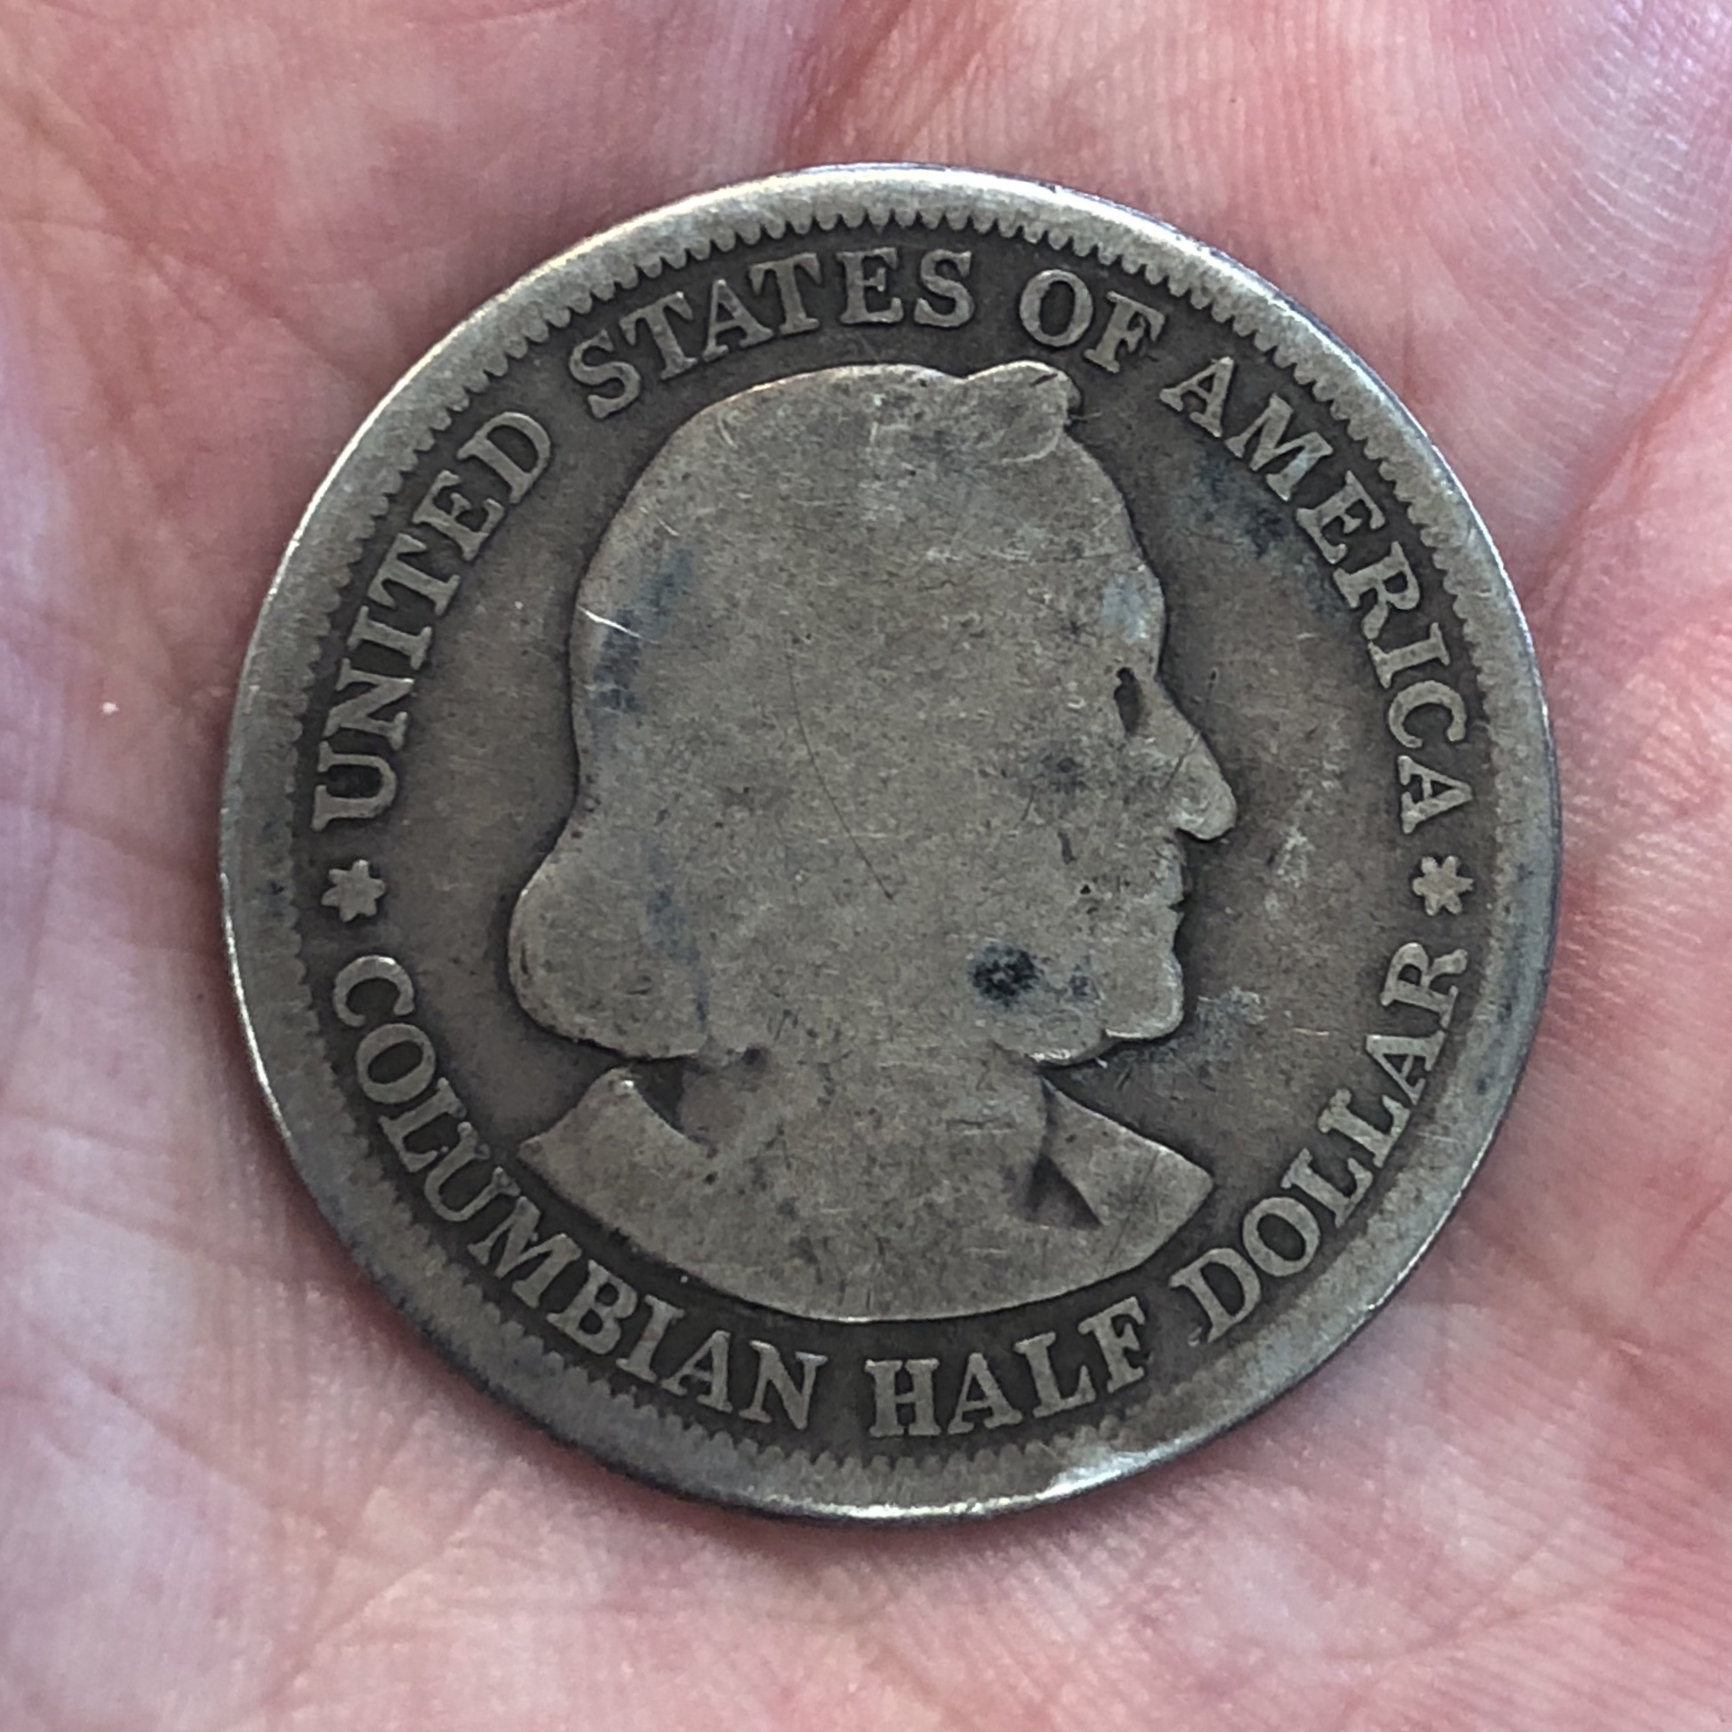 UNITED STATES OF AMERICA
COLUMBIAN HALF DOLLAR